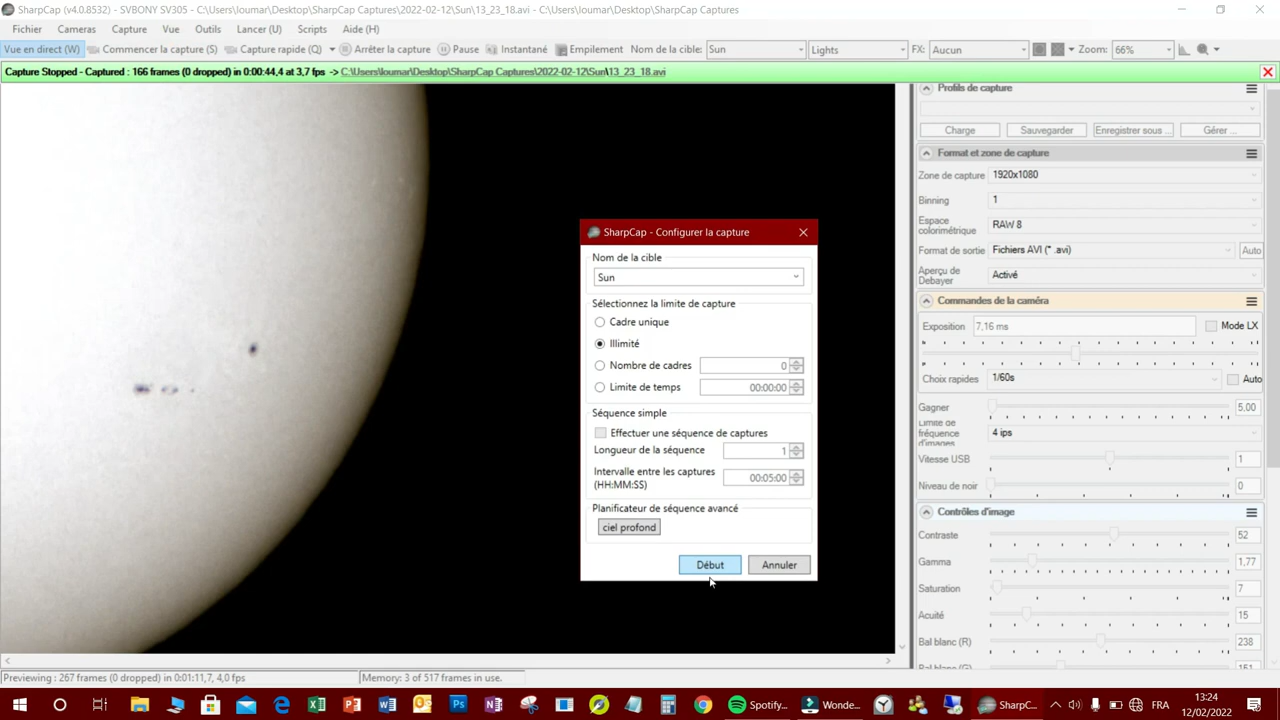 SharpCap (v4.0.8532) - SVBONY SV305 - C:\Users\loumar\Desktop\SharpCap Captures\2022-02-12\Sun\13_23_18.avi - C:\Users\loumar\Desktop\SharpCap Captures
Fichier Cameras Capture Vue Outils Lancer (U) Scripts Aide (H)
Vue en direct (W) Commencer la capture (S) Capture rapide (Q) Arrêter la capture Pause Instantané Empilement Nom de la cible: Sun Lights FX: Aucun Zoom: 66%
Capture Stopped - Captured : 166 frames (0 dropped) in 0:00:44,4 at 3,7 fps -> C:\Users\loumar\Desktop\SharpCap Captures\2022-02-12\Sun\13_23_18.avi
SharpCap - Configurer la capture
Nom de la cible
Sun
Sélectionnez la limite de capture
Cadre unique
Illimité
Nombre de cadres 0
Limite de temps 00:00:00
Séquence simple
Effectuer une séquence de captures
Longueur de la séquence 1
Intervalle entre les captures
(HH:MM:SS) 00:05:00
Planificateur de séquence avancé
ciel profond
Début Annuler
Profils de capture
Charge Sauvegarder Enregistrer sous ... Gérer ...
Format et zone de capture
Zone de capture 1920x1080
Binning 1
Espace
colorimétrique RAW 8
Format de sortie Fichiers AVI (*.avi) Auto
Aperçu de
Debayer Activé
Commandes de la caméra
Exposition 7,16 ms Mode LX
Choix rapides 1/60s Auto
Gagner 5,00
Limite de
fréquence
d'images 4 ips
Vitesse USB 1
Niveau de noir 0
Contrôles d'image
Contraste 52
Gamma 1,77
Saturation 7
Acuité 15
Bal blanc (R) 238
Bal blanc (G) 151
Previewing : 267 frames (0 dropped) in 0:01:11,7, 4,0 fps Memory: 3 of 517 frames in use.
Spotify... Wonde... SharpC... FRA
13:24
12/02/2022